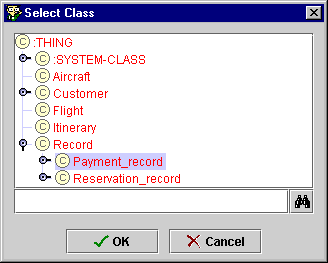 Select Class
C :THING
C :SYSTEM-CLASS
C Aircraft
C Customer
C Flight
C Itinerary
C Record
C Payment_record
C Reservation_record
OK Cancel